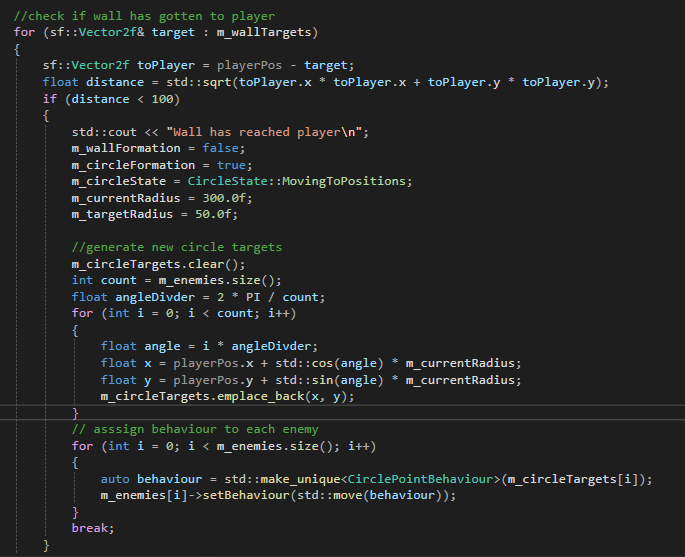 //check if wall has gotten to player
for (sf::Vector2f& target : m_wallTargets)
{
    sf::Vector2f toPlayer = playerPos - target;
    float distance = std::sqrt(toPlayer.x * toPlayer.x + toPlayer.y * toPlayer.y);
    if (distance < 100)
    {
        std::cout << "Wall has reached player\n";
        m_wallFormation = false;
        m_circleFormation = true;
        m_circleState = CircleState::MovingToPositions;
        m_currentRadius = 300.0f;
        m_targetRadius = 50.0f;

        //generate new circle targets
        m_circleTargets.clear();
        int count = m_enemies.size();
        float angleDivder = 2 * PI / count;
        for (int i = 0; i < count; i++)
        {
            float angle = i * angleDivder;
            float x = playerPos.x + std::cos(angle) * m_currentRadius;
            float y = playerPos.y + std::sin(angle) * m_currentRadius;
            m_circleTargets.emplace_back(x, y);
        }
        // asssign behaviour to each enemy
        for (int i = 0; i < m_enemies.size(); i++)
        {
            auto behaviour = std::make_unique<CirclePointBehaviour>(m_circleTargets[i]);
            m_enemies[i]->setBehaviour(std::move(behaviour));
        }
        break;
    }